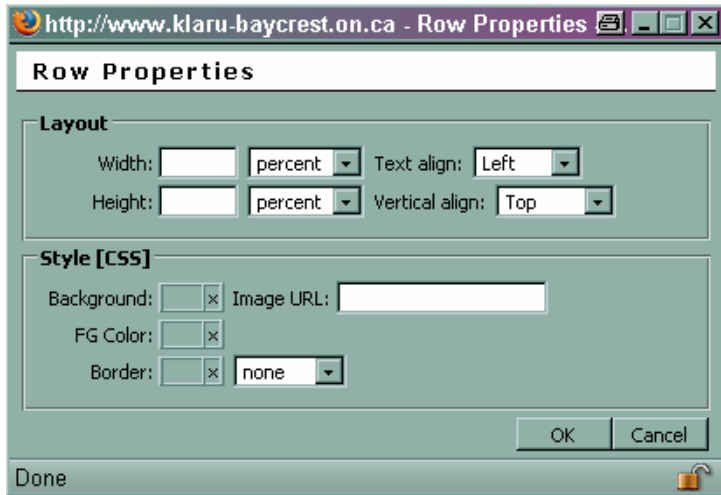 http://www.klaru-baycrest.on.ca - Row Properties
Row Properties
Layout
Width: percent Text align: Left
Height: percent Vertical align: Top
Style [CSS]
Background: x Image URL:
FG Color: x
Border: x none
OK Cancel
Done